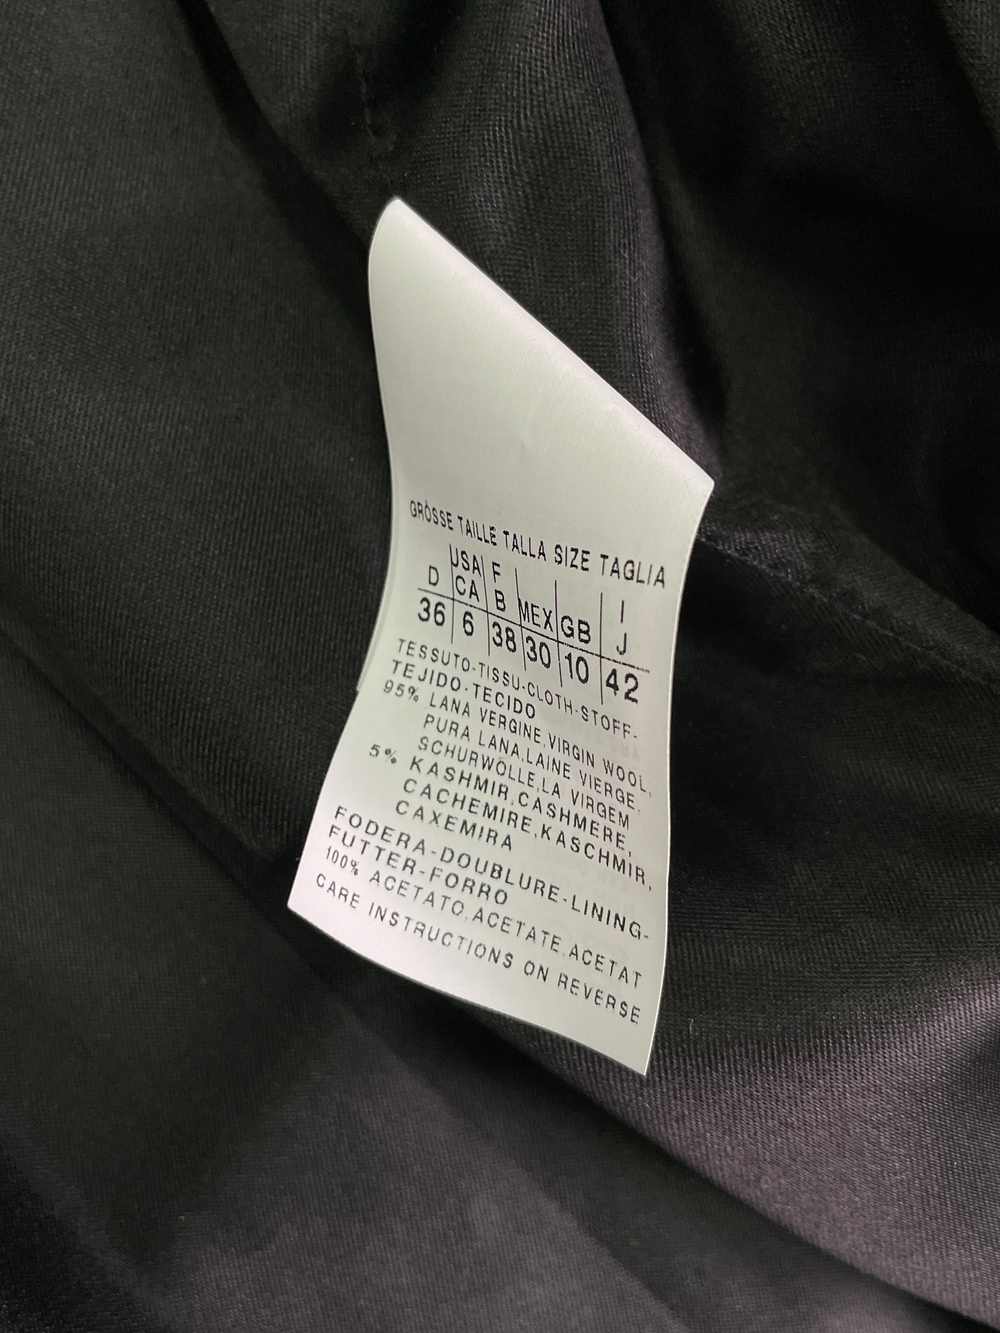 GRÖSSE TAILLE TALLA SIZE TAGLIA
D USA CA F B MEX GB I J
36 6 38 30 10 42
TESSUTO-TISSU-CLOTH-STOFF-
TEJIDO-TECIDO
95% LANA VERGINE,VIRGIN WOOL,
PURA LANA,LAINE VIERGE,
SCHURWOLLE,LA VIRGEM
5% KASHMIR,CASHMERE,
CACHEMIRE,KASCHMIR,
CAXEMIRA
FODERA-DOUBLURE-LINING-
FUTTER-FORRO
100% ACETATO,ACETATE,ACETAT
CARE INSTRUCTIONS ON REVERSE